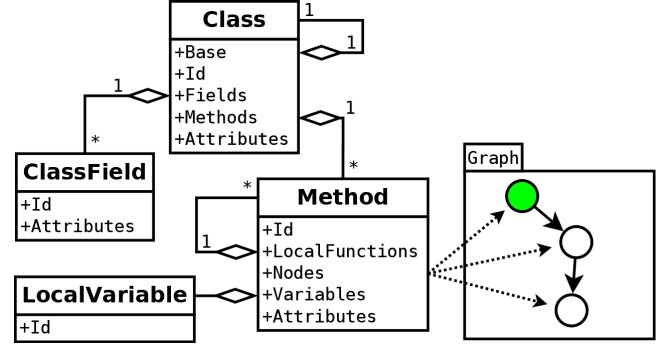 Class
+Base
+Id
+Fields
+Methods
+Attributes
1
1
1
*
1
*
ClassField
+Id
+Attributes
Method
+Id
+LocalFunctions
+Nodes
+Variables
+Attributes
*
1
LocalVariable
+Id
Graph